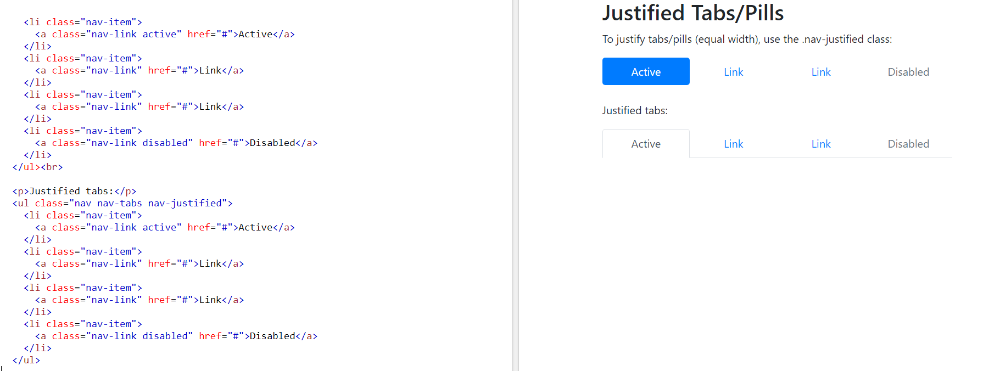 <li class="nav-item">
<a class="nav-link active" href="#">Active</a>
</li>
<li class="nav-item">
<a class="nav-link" href="#">Link</a>
</li>
<li class="nav-item">
<a class="nav-link" href="#">Link</a>
</li>
<li class="nav-item">
<a class="nav-link disabled" href="#">Disabled</a>
</li>
</ul><br>
<p>Justified tabs:</p>
<ul class="nav nav-tabs nav-justified">
<li class="nav-item">
<a class="nav-link active" href="#">Active</a>
</li>
<li class="nav-item">
<a class="nav-link" href="#">Link</a>
</li>
<li class="nav-item">
<a class="nav-link" href="#">Link</a>
</li>
<li class="nav-item">
<a class="nav-link disabled" href="#">Disabled</a>
</li>
</ul>
Justified Tabs/Pills
To justify tabs/pills (equal width), use the .nav-justified class:
Active Link Link Disabled
Justified tabs:
Active Link Link Disabled